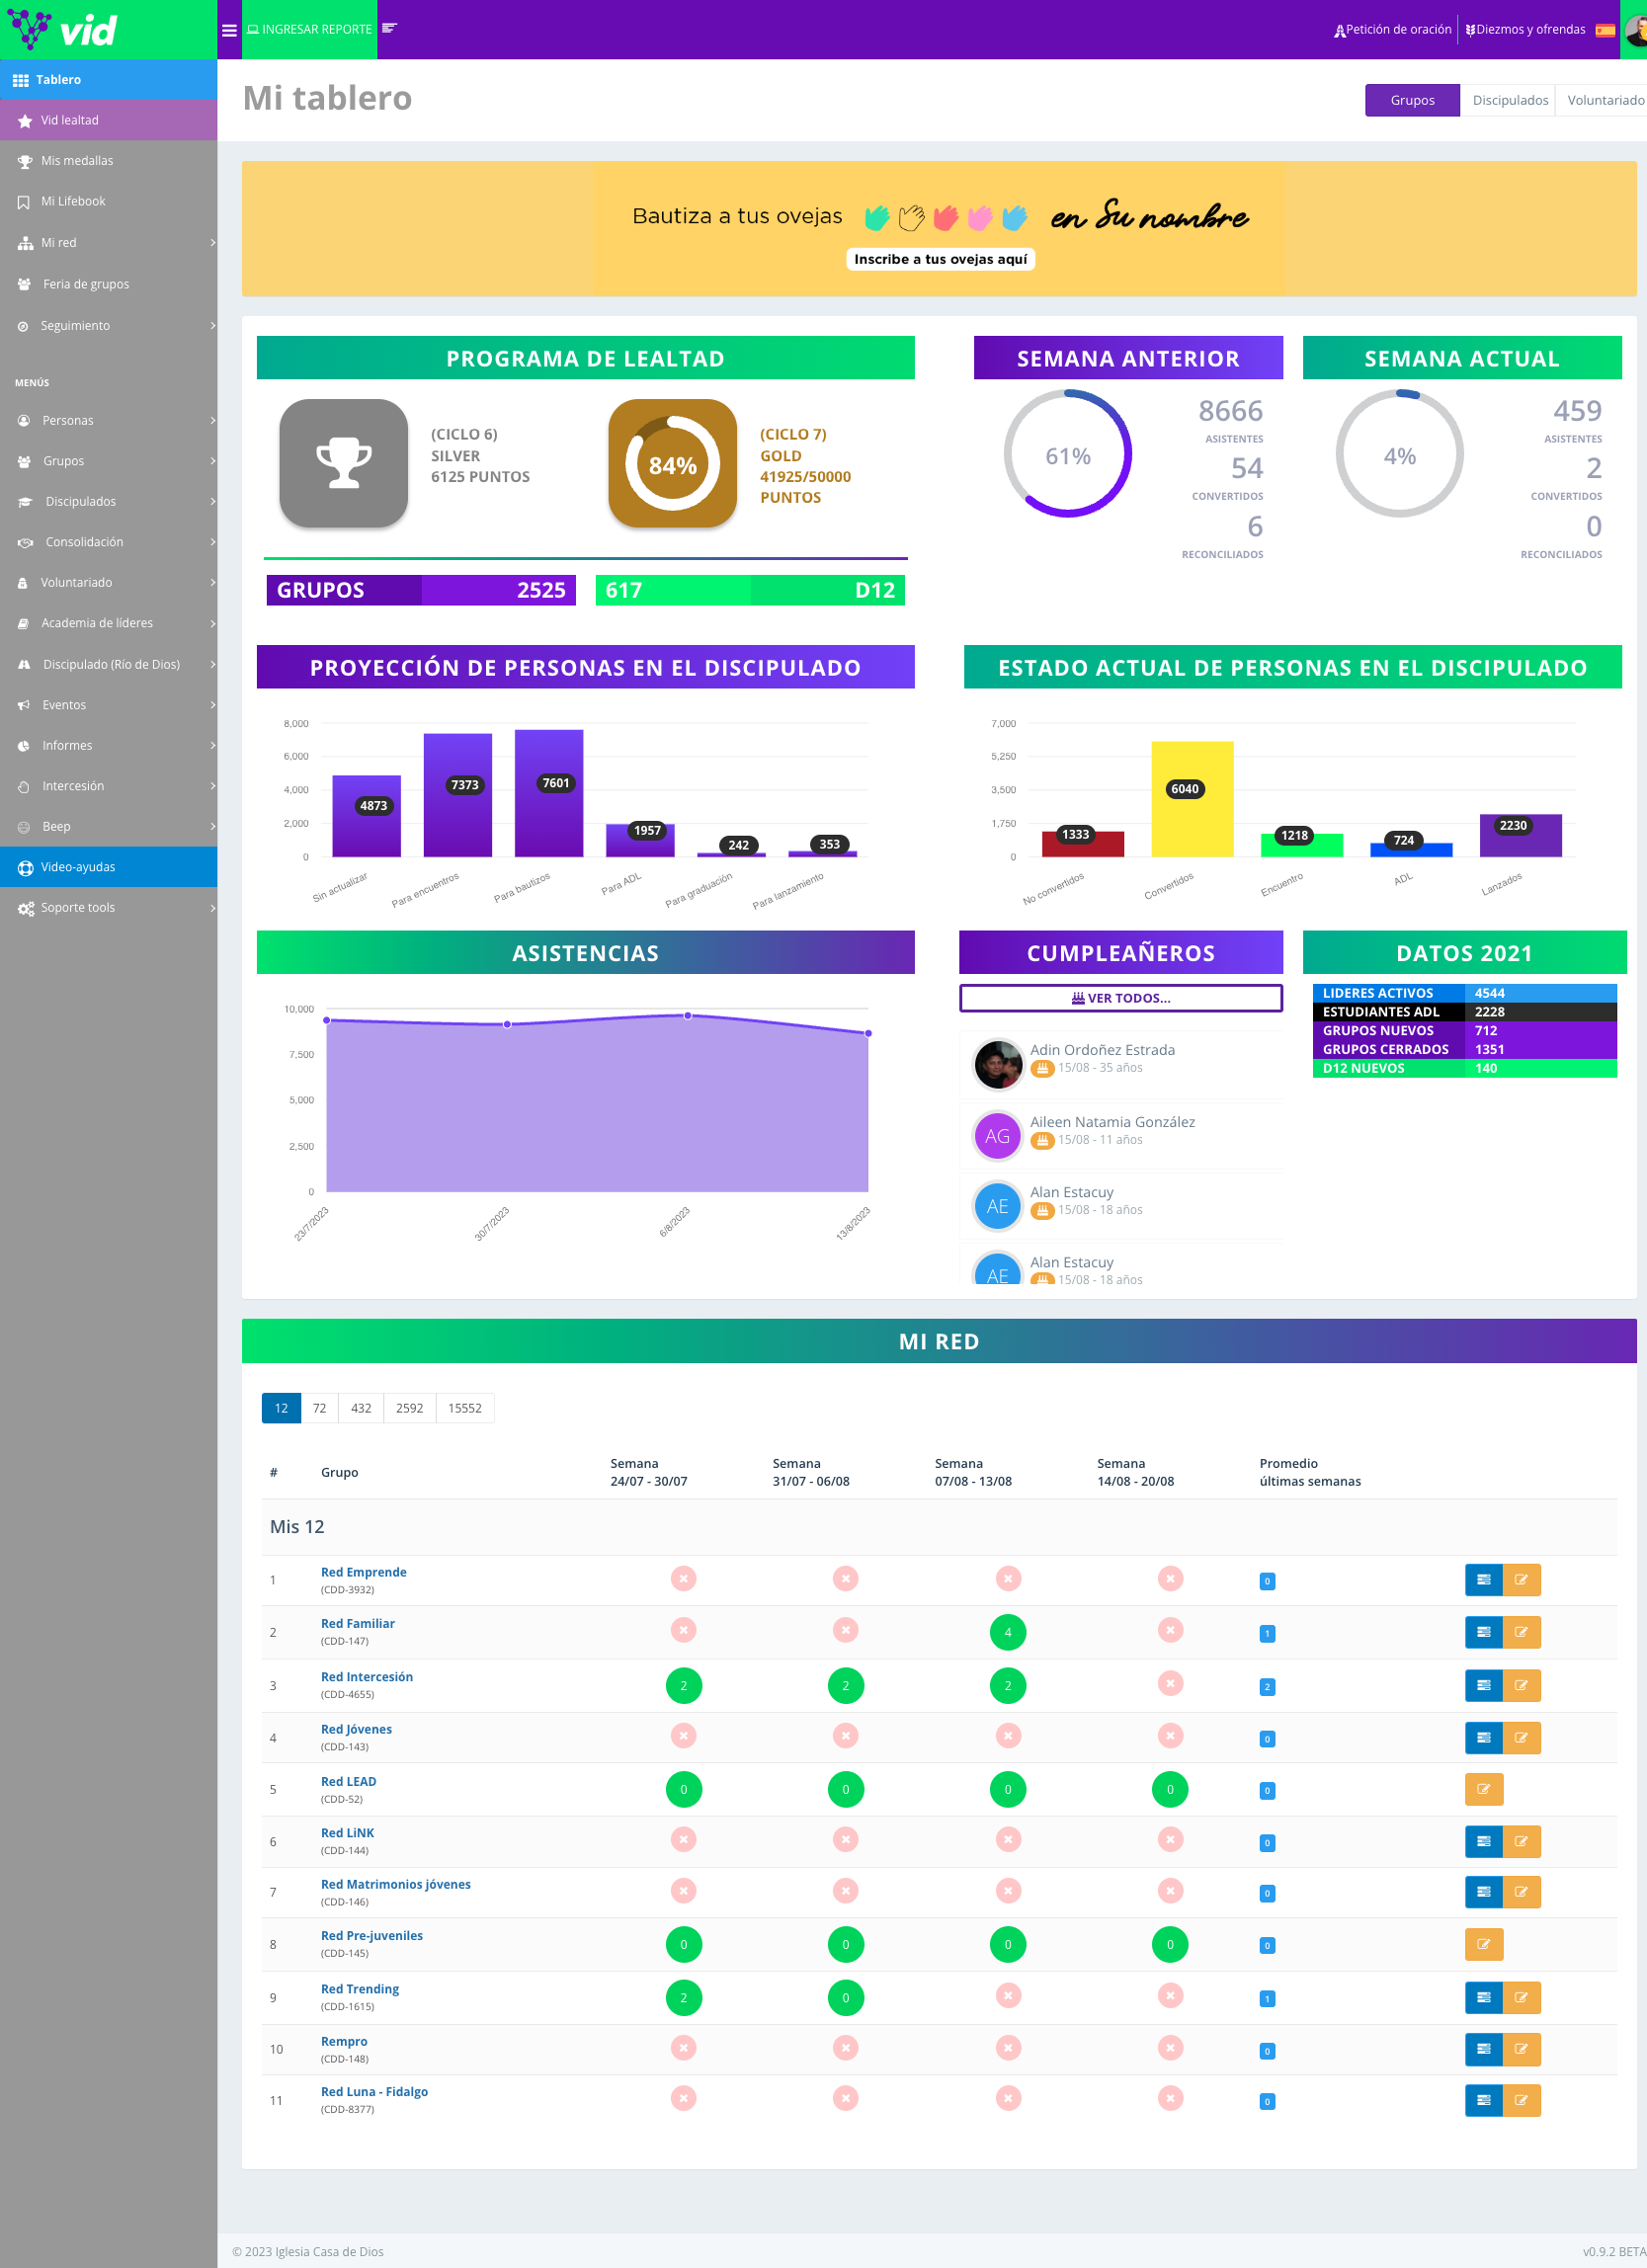 vid
INGRESAR REPORTE
Petición de oración
Diezmos y ofrendas
Tablero
Vid lealtad
Mis medallas
Mi Lifebook
Mi red
Feria de grupos
Seguimiento
MENÚS
Personas
Grupos
Discipulados
Consolidación
Voluntariado
Academia de líderes
Discipulado (Río de Dios)
Eventos
Informes
Intercesión
Beep
Video-ayudas
Soporte tools
Mi tablero
Grupos
Discipulados
Voluntariado
Bautiza a tus ovejas en Su nombre
Inscribe a tus ovejas aquí
PROGRAMA DE LEALTAD
(CICLO 6)
SILVER
6125 PUNTOS
84%
(CICLO 7)
GOLD
41925/50000
PUNTOS
GRUPOS 2525
617 D12
SEMANA ANTERIOR
61%
8666
ASISTENTES
54
CONVERTIDOS
6
RECONCILIADOS
SEMANA ACTUAL
4%
459
ASISTENTES
2
CONVERTIDOS
0
RECONCILIADOS
PROYECCIÓN DE PERSONAS EN EL DISCIPULADO
8,000
6,000
4,000
2,000
0
4873
7373
7601
1957
242
353
Sin actualizar
Para encuentros
Para bautizos
Para ADL
Para graduación
Para lanzamiento
ESTADO ACTUAL DE PERSONAS EN EL DISCIPULADO
7,000
5,250
3,500
1,750
0
1333
6040
1218
724
2230
No convertidos
Convertidos
Encuentro
ADL
Lanzados
ASISTENCIAS
10,000
7,500
5,000
2,500
0
23/7/2023
30/7/2023
6/8/2023
13/8/2023
CUMPLEAÑEROS
VER TODOS...
Adin Ordoñez Estrada
15/08 - 35 años
AG
Aileen Natamia González
15/08 - 11 años
AE
Alan Estacuy
15/08 - 18 años
AE
Alan Estacuy
15/08 - 18 años
DATOS 2021
LIDERES ACTIVOS 4544
ESTUDIANTES ADL 2228
GRUPOS NUEVOS 712
GRUPOS CERRADOS 1351
D12 NUEVOS 140
MI RED
12 72 432 2592 15552
# Grupo
Semana
24/07 - 30/07
Semana
31/07 - 06/08
Semana
07/08 - 13/08
Semana
14/08 - 20/08
Promedio
últimas semanas
Mis 12
1 Red Emprende 0
(CDD-3932)
2 Red Familiar 4 1
(CDD-147)
3 Red Intercesión 2 2 2 2
(CDD-4655)
4 Red Jóvenes 0
(CDD-143)
5 Red LEAD 0 0 0 0 0
(CDD-52)
6 Red LiNK 0
(CDD-144)
7 Red Matrimonios jóvenes 0
(CDD-146)
8 Red Pre-juveniles 0 0 0 0 0
(CDD-145)
9 Red Trending 2 0 1
(CDD-1615)
10 Rempro 0
(CDD-148)
11 Red Luna - Fidalgo 0
(CDD-8377)
© 2023 Iglesia Casa de Dios
v0.9.2 BETA